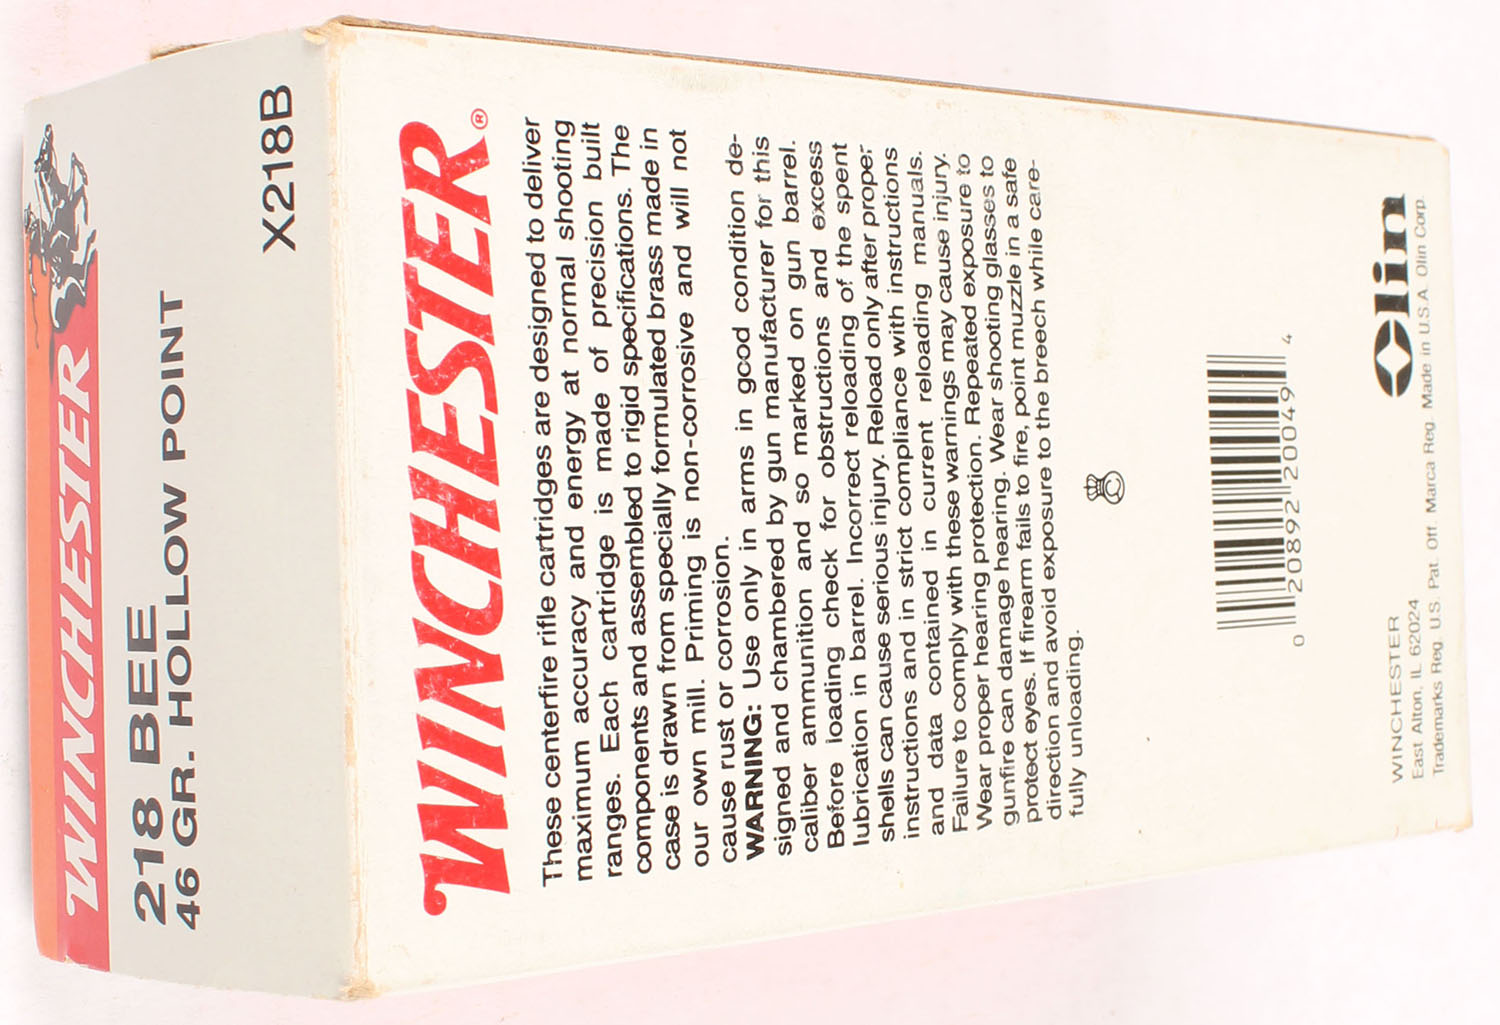 WINCHESTER
218 BEE
46 GR. HOLLOW POINT
X218B
WINCHESTER®
These centerfire rifle cartridges are designed to deliver
maximum accuracy and energy at normal shooting
ranges. Each cartridge is made of precision built
components and assembled to rigid specifications. The
case is drawn from specially formulated brass made in
our own mill. Priming is non-corrosive and will not
cause rust or corrosion.
WARNING: Use only in arms in good condition de-
signed and chambered by gun manufacturer for this
caliber ammunition and so marked on gun barrel.
Before loading check for obstructions and excess
lubrication in barrel. Incorrect reloading of the spent
shells can cause serious injury. Reload only after proper
instructions and in strict compliance with instructions
and data contained in current reloading manuals.
Failure to comply with these warnings may cause injury.
Wear proper hearing protection. Repeated exposure to
gunfire can damage hearing. Wear shooting glasses to
protect eyes. If firearm fails to fire, point muzzle in a safe
direction and avoid exposure to the breech while care-
fully unloading.
0 20892 20049 4
Olin
WINCHESTER
East Alton, IL 62024
Trademarks Reg. U.S. Pat. Off. Marca Reg. Made in U.S.A. Olin Corp.